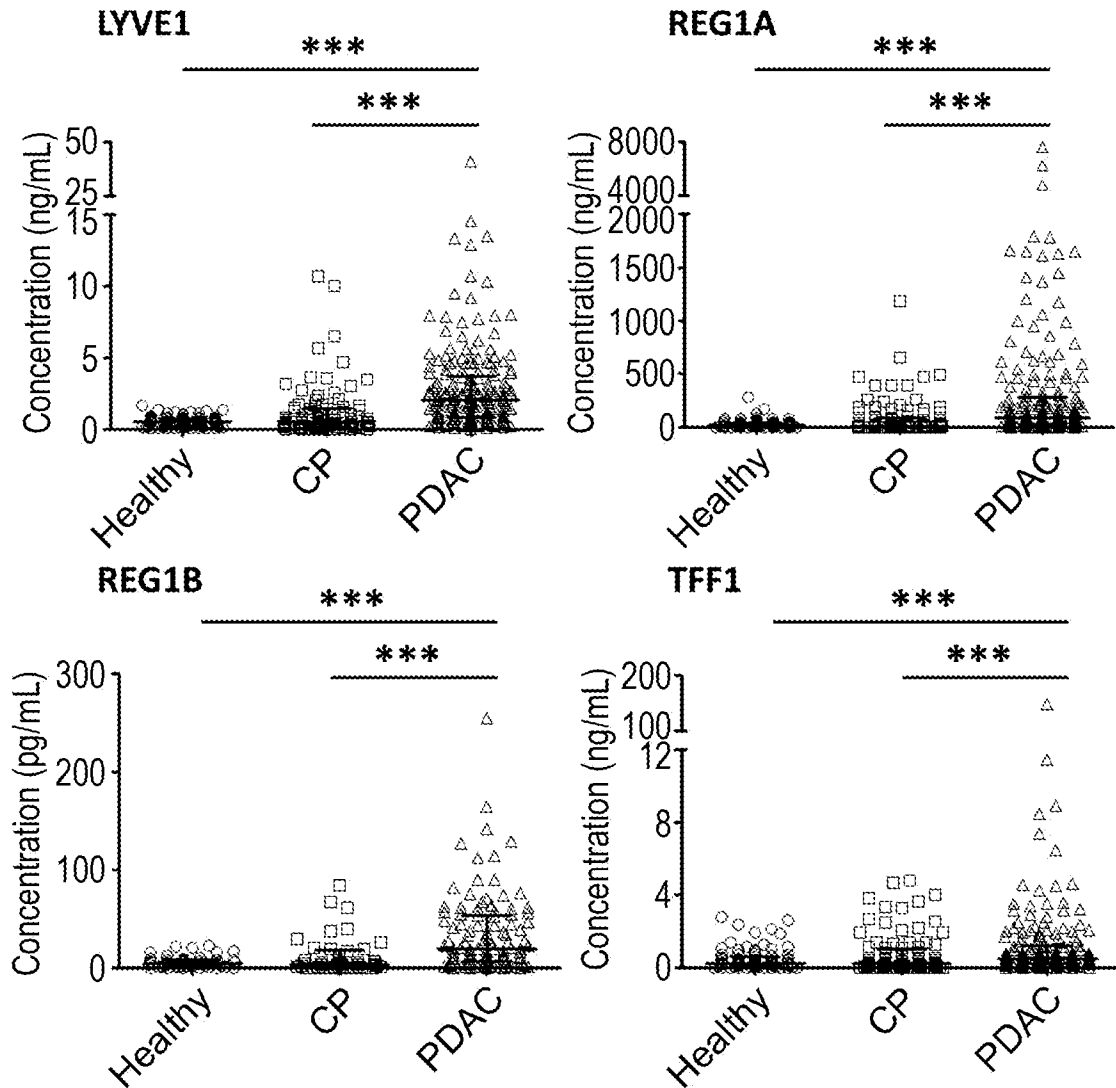 LYVE1
***
***
50
25
15
10
5
0
Concentration (ng/mL)
Healthy
CP
PDAC
REG1A
***
***
8000
4000
2000
1500
1000
500
0
Concentration (ng/mL)
Healthy
CP
PDAC
REG1B
***
***
300
200
100
0
Concentration (pg/mL)
Healthy
CP
PDAC
TFF1
***
***
200
100
12
8
4
0
Concentration (ng/mL)
Healthy
CP
PDAC